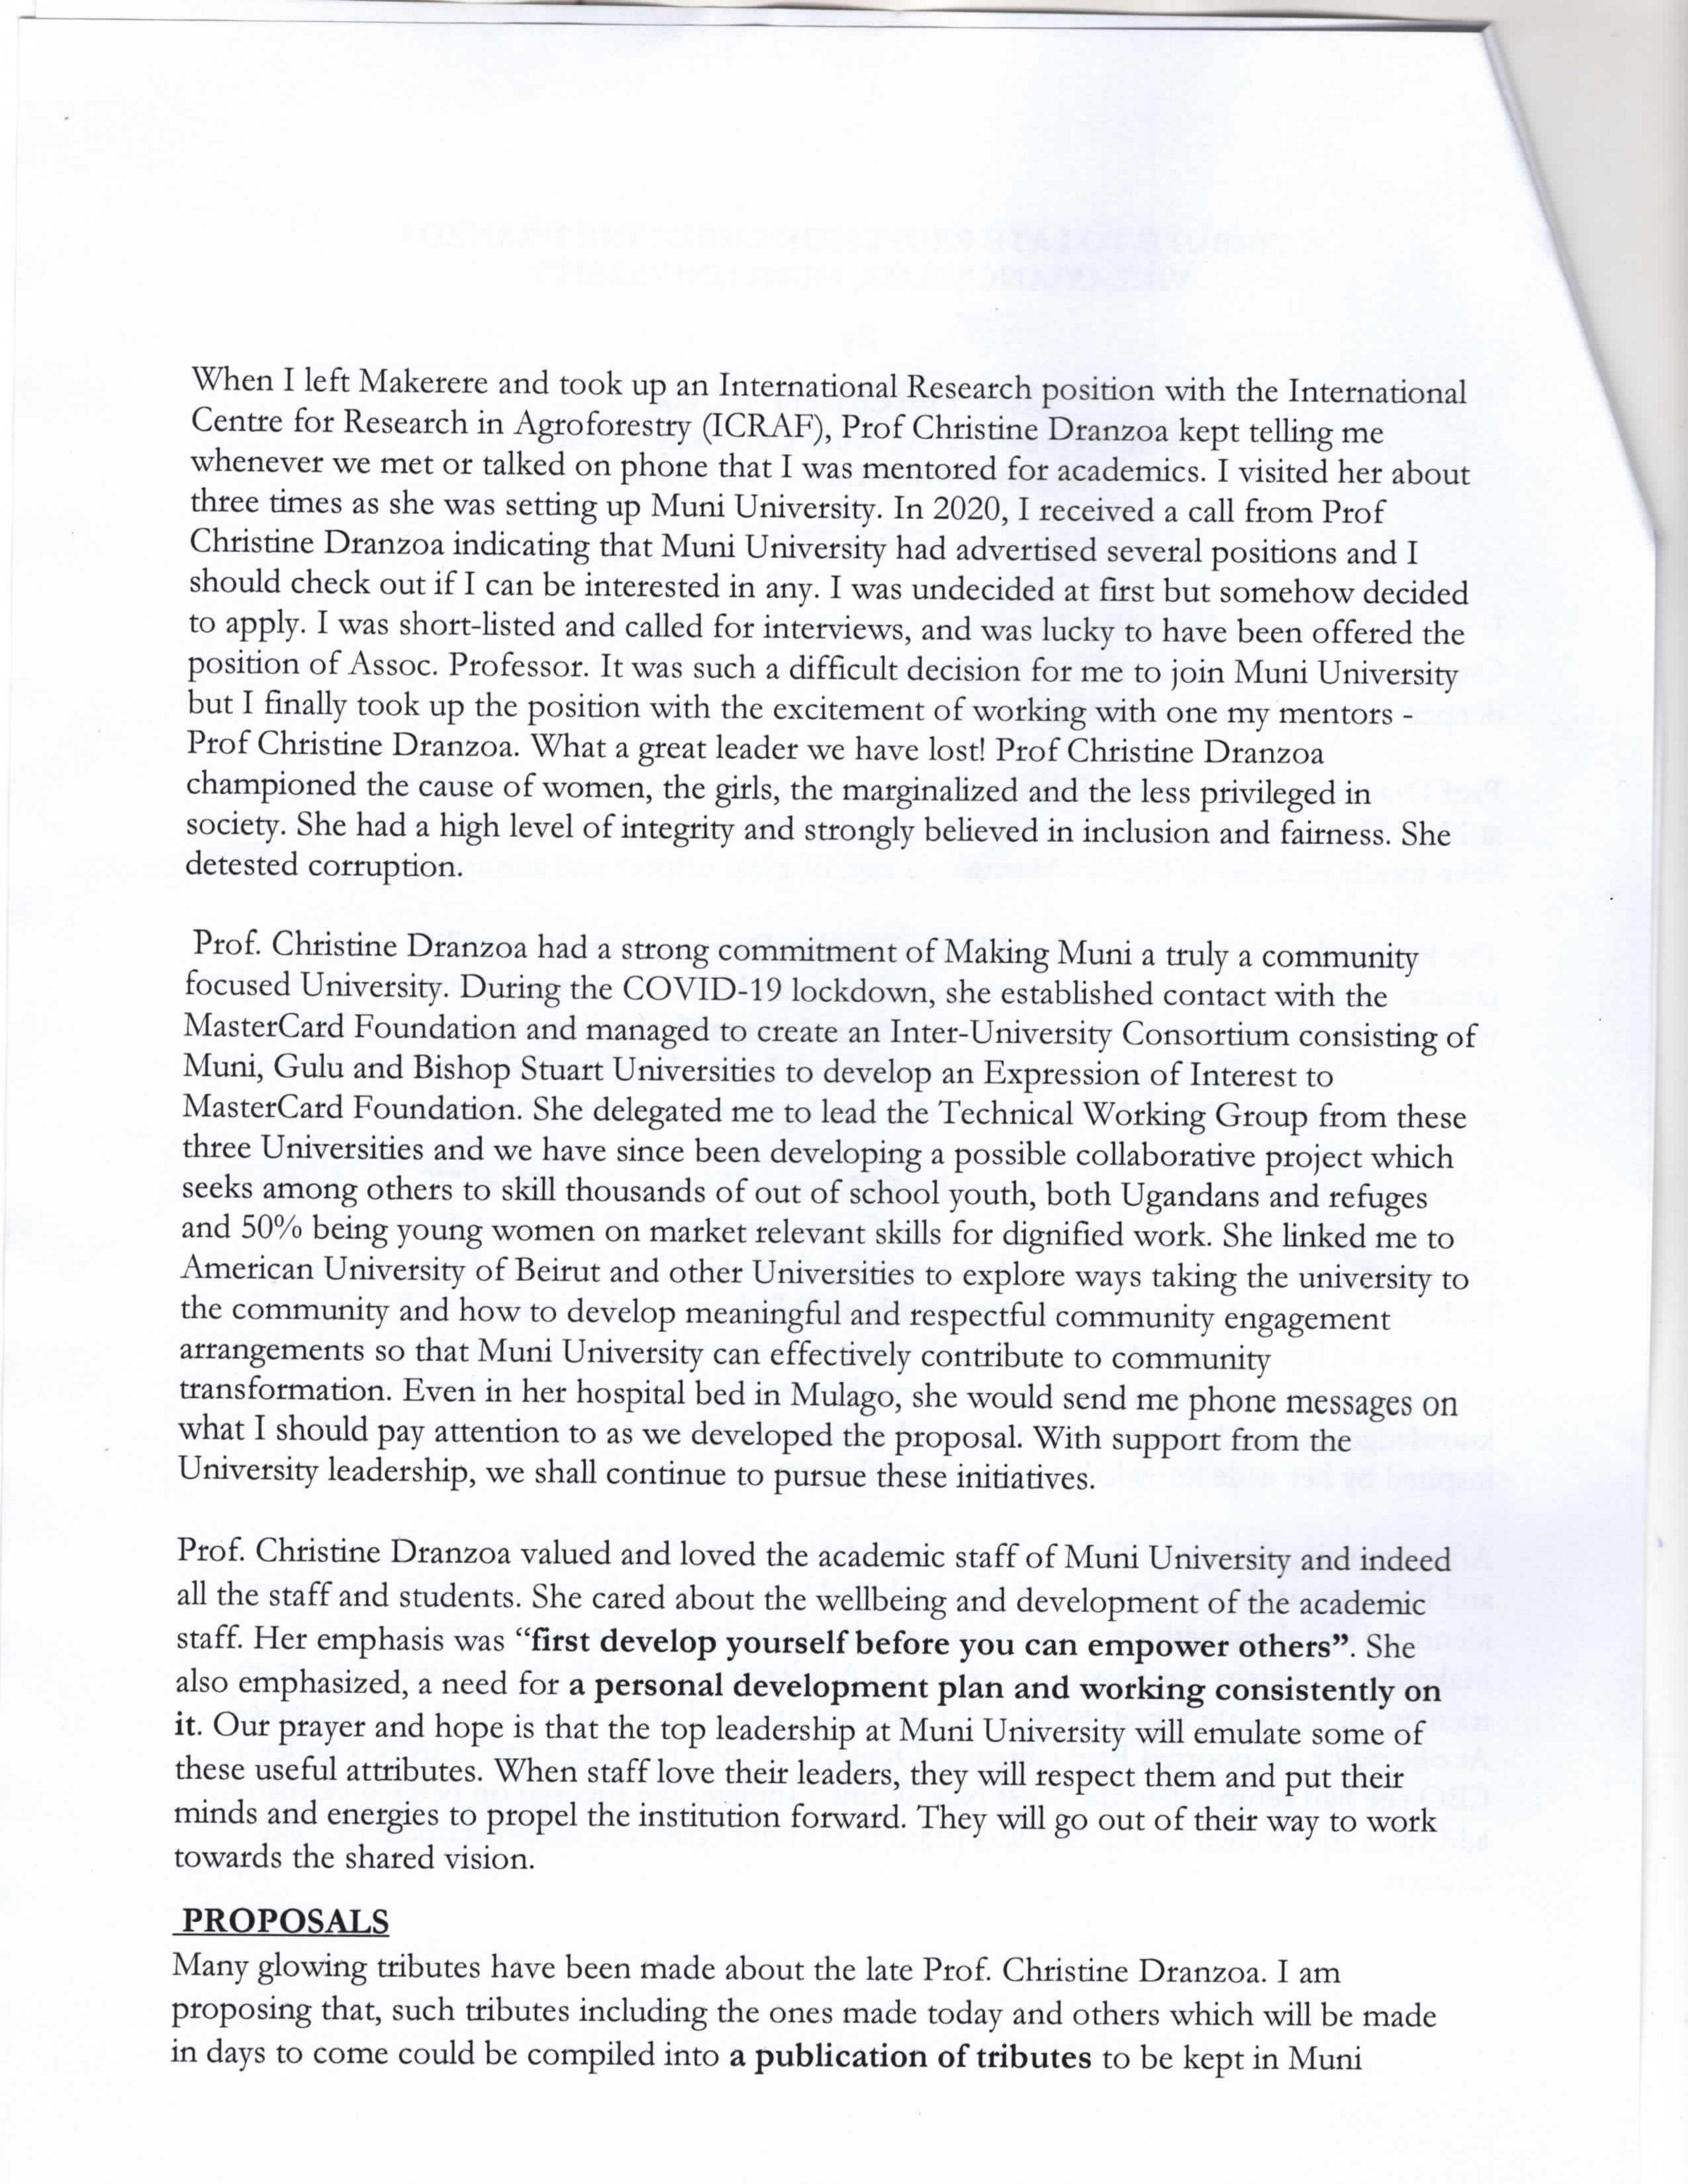 When I left Makerere and took up an International Research position with the International
Centre for Research in Agroforestry (ICRAF), Prof Christine Dranzoa kept telling me
whenever we met or talked on phone that I was mentored for academics. I visited her about
three times as she was setting up Muni University. In 2020, I received a call from Prof
Christine Dranzoa indicating that Muni University had advertised several positions and I
should check out if I can be interested in any. I was undecided at first but somehow decided
to apply. I was short-listed and called for interviews, and was lucky to have been offered the
position of Assoc. Professor. It was such a difficult decision for me to join Muni University
but I finally took up the position with the excitement of working with one my mentors -
Prof Christine Dranzoa. What a great leader we have lost! Prof Christine Dranzoa
championed the cause of women, the girls, the marginalized and the less privileged in
society. She had a high level of integrity and strongly believed in inclusion and fairness. She
detested corruption.
Prof. Christine Dranzoa had a strong commitment of Making Muni a truly a community
focused University. During the COVID-19 lockdown, she established contact with the
MasterCard Foundation and managed to create an Inter-University Consortium consisting of
Muni, Gulu and Bishop Stuart Universities to develop an Expression of Interest to
MasterCard Foundation. She delegated me to lead the Technical Working Group from these
three Universities and we have since been developing a possible collaborative project which
seeks among others to skill thousands of out of school youth, both Ugandans and refuges
and 50% being young women on market relevant skills for dignified work. She linked me to
American University of Beirut and other Universities to explore ways taking the university to
the community and how to develop meaningful and respectful community engagement
arrangements so that Muni University can effectively contribute to community
transformation. Even in her hospital bed in Mulago, she would send me phone messages on
what I should pay attention to as we developed the proposal. With support from the
University leadership, we shall continue to pursue these initiatives.
Prof. Christine Dranzoa valued and loved the academic staff of Muni University and indeed
all the staff and students. She cared about the wellbeing and development of the academic
staff. Her emphasis was “first develop yourself before you can empower others”. She
also emphasized, a need for a personal development plan and working consistently on
it. Our prayer and hope is that the top leadership at Muni University will emulate some of
these useful attributes. When staff love their leaders, they will respect them and put their
minds and energies to propel the institution forward. They will go out of their way to work
towards the shared vision.
PROPOSALS
Many glowing tributes have been made about the late Prof. Christine Dranzoa. I am
proposing that, such tributes including the ones made today and others which will be made
in days to come could be compiled into a publication of tributes to be kept in Muni